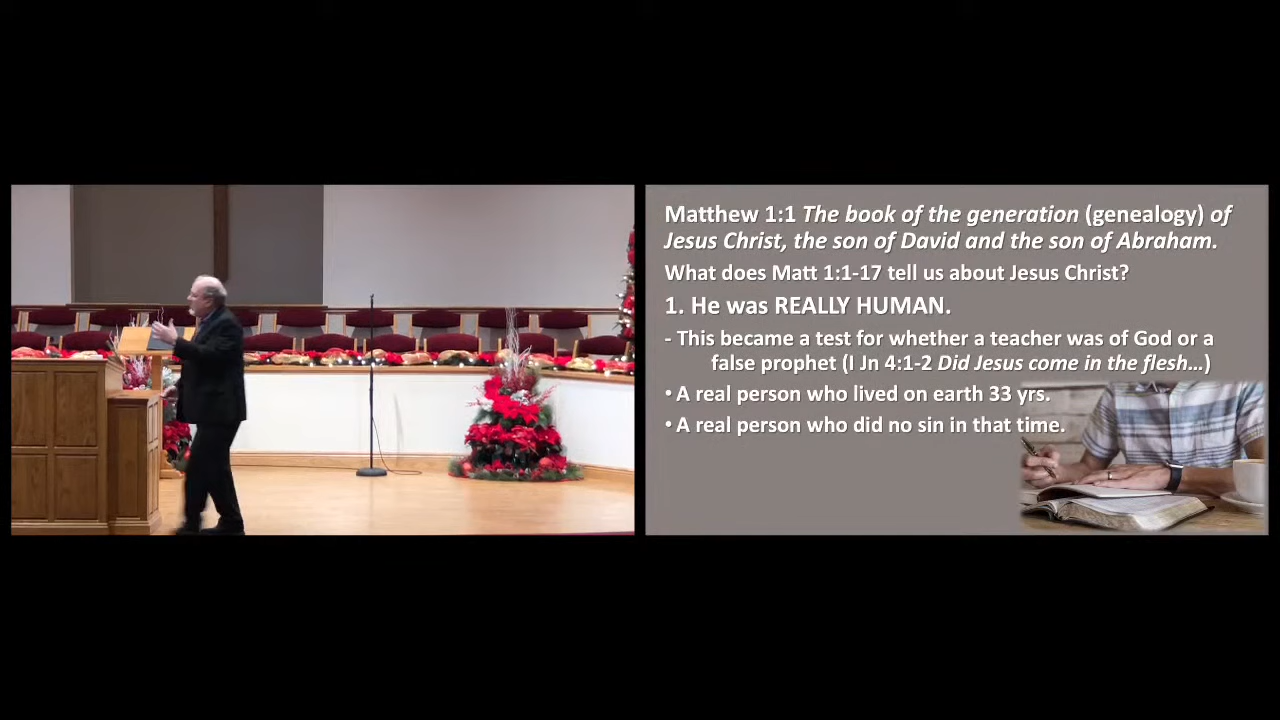 Matthew 1:1 The book of the generation (genealogy) of
Jesus Christ, the son of David and the son of Abraham.
What does Matt 1:1-17 tell us about Jesus Christ?
1. He was REALLY HUMAN.
- This became a test for whether a teacher was of God or a
false prophet (I Jn 4:1-2 Did Jesus come in the flesh…)
• A real person who lived on earth 33 yrs.
• A real person who did no sin in that time.